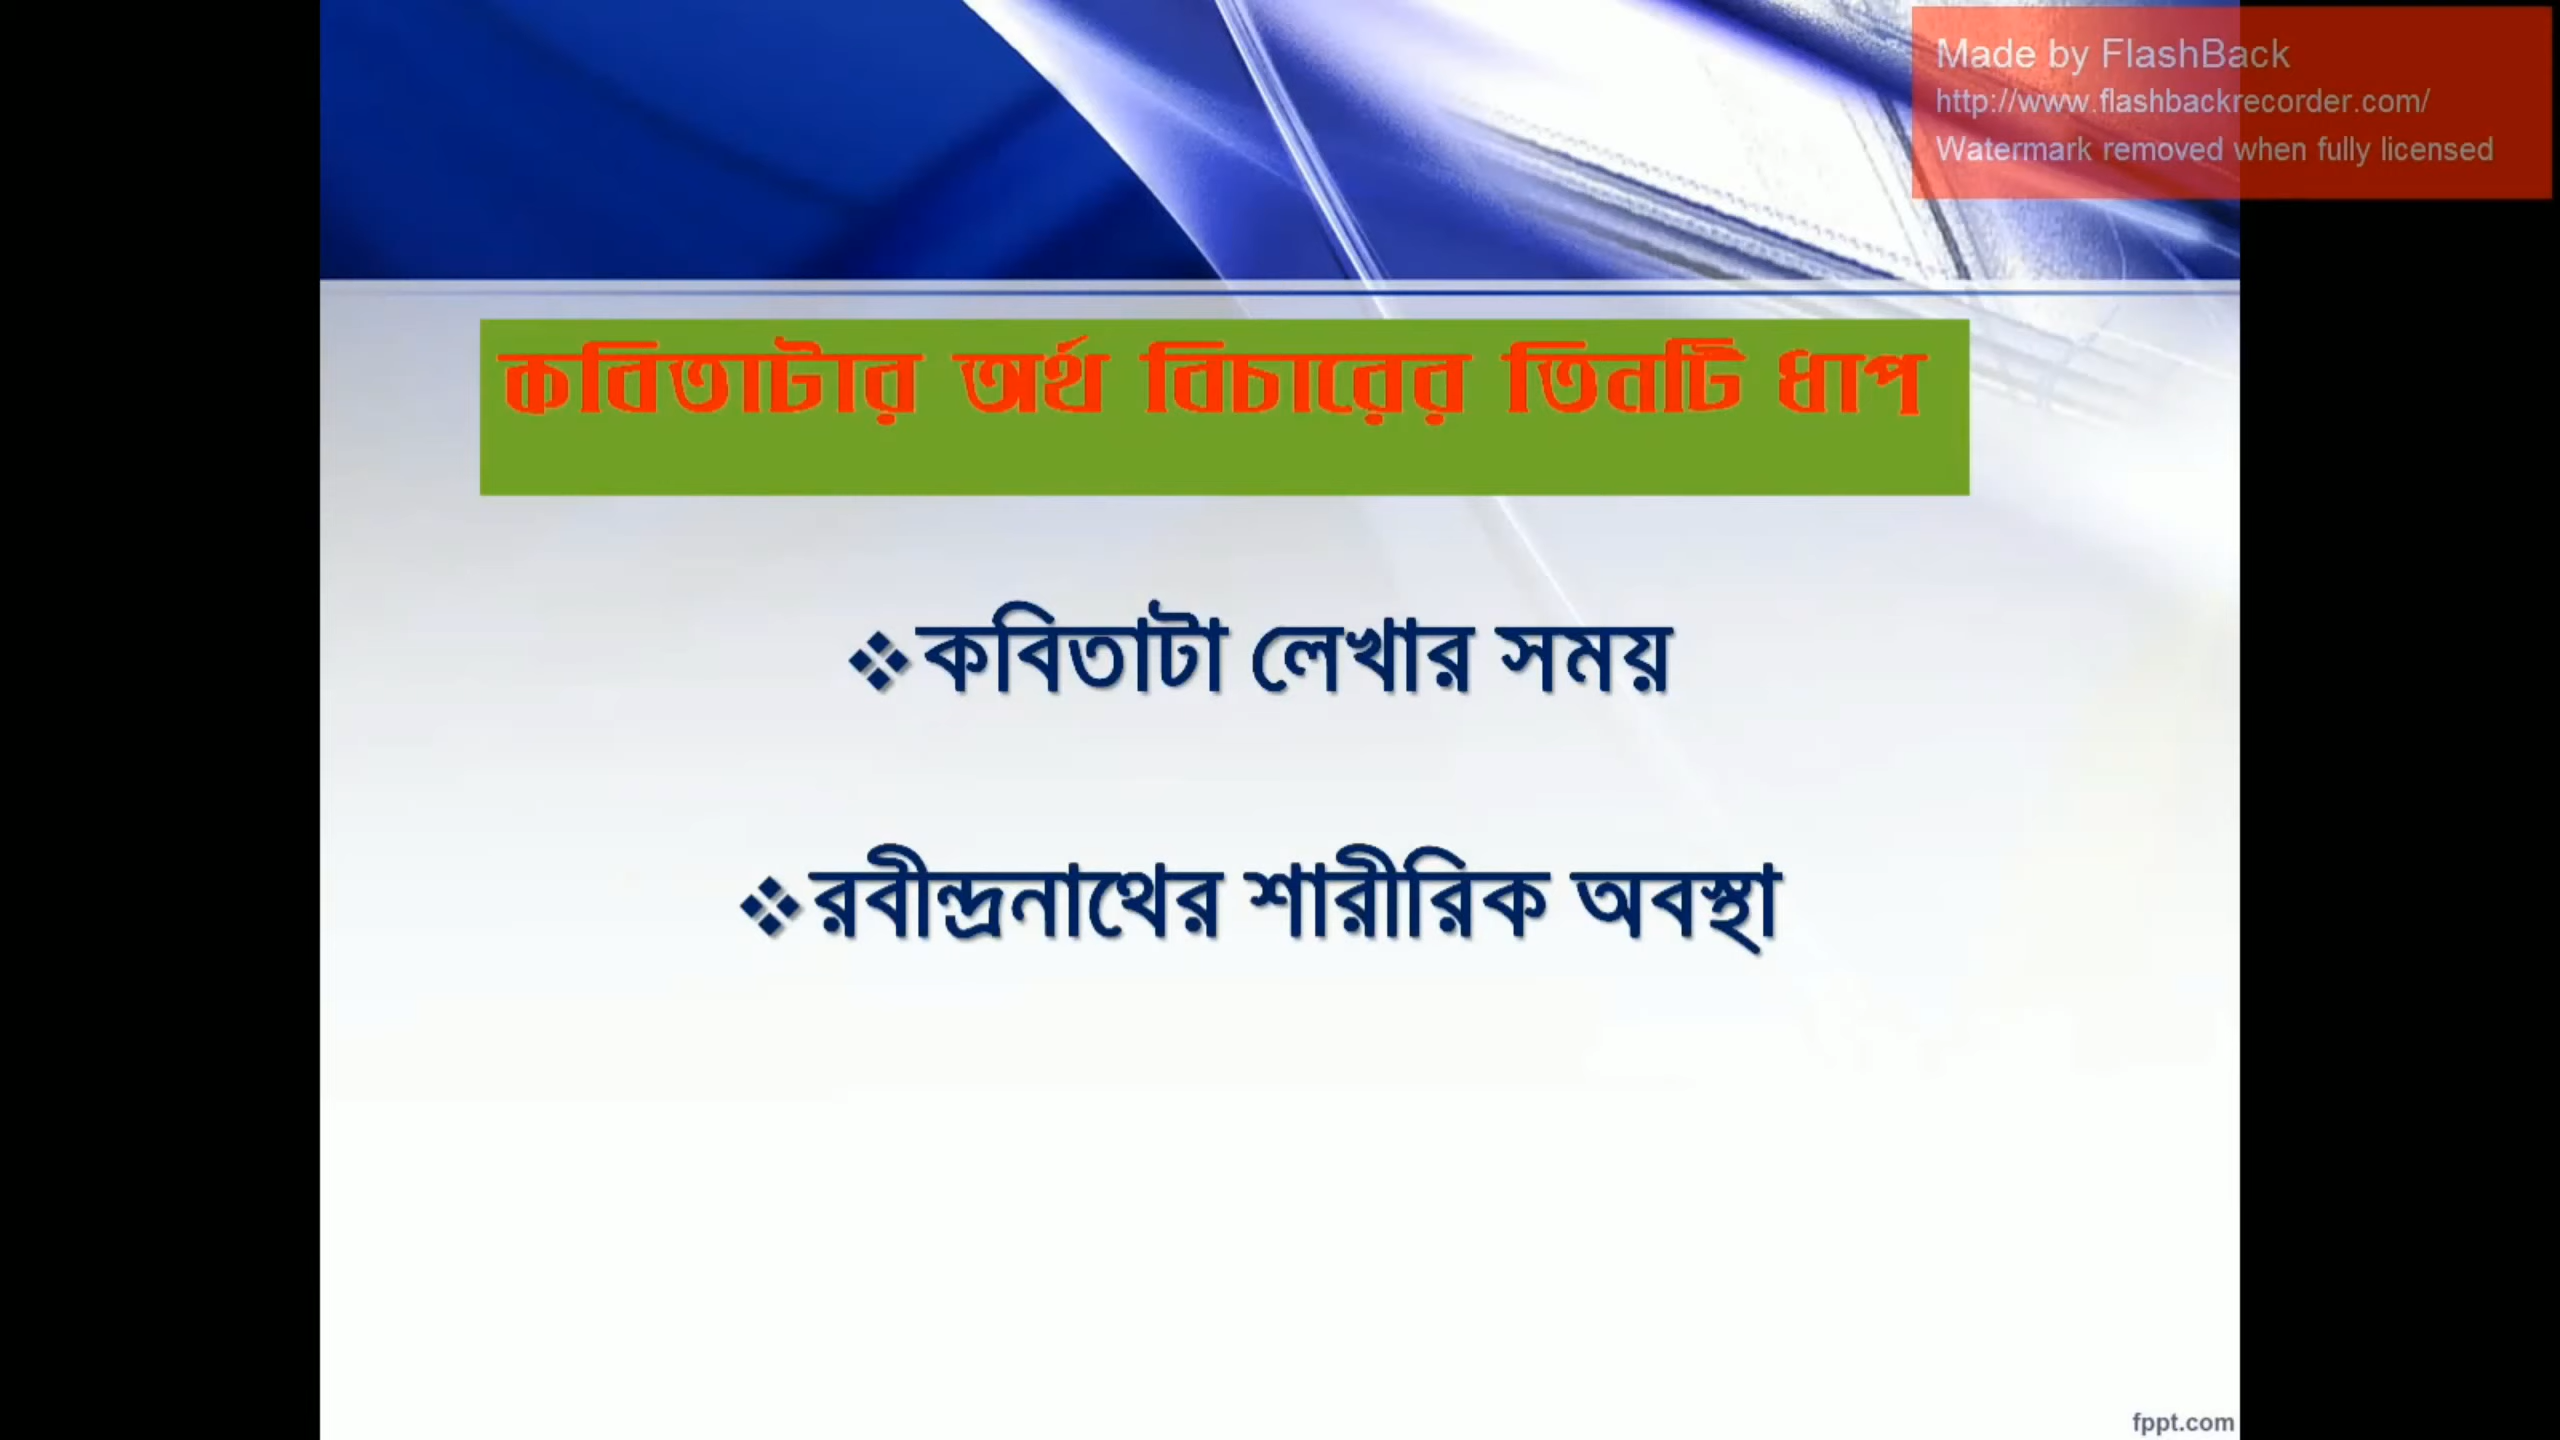 Made by FlashBack
http://www.flashbackrecorder.com/
Watermark removed when fully licensed
কবিতাটার অর্থ বিচারের তিনটি ধাপ
❖কবিতাটা লেখার সময়
❖রবীন্দ্রনাথের শারীরিক অবস্থা
fppt.com